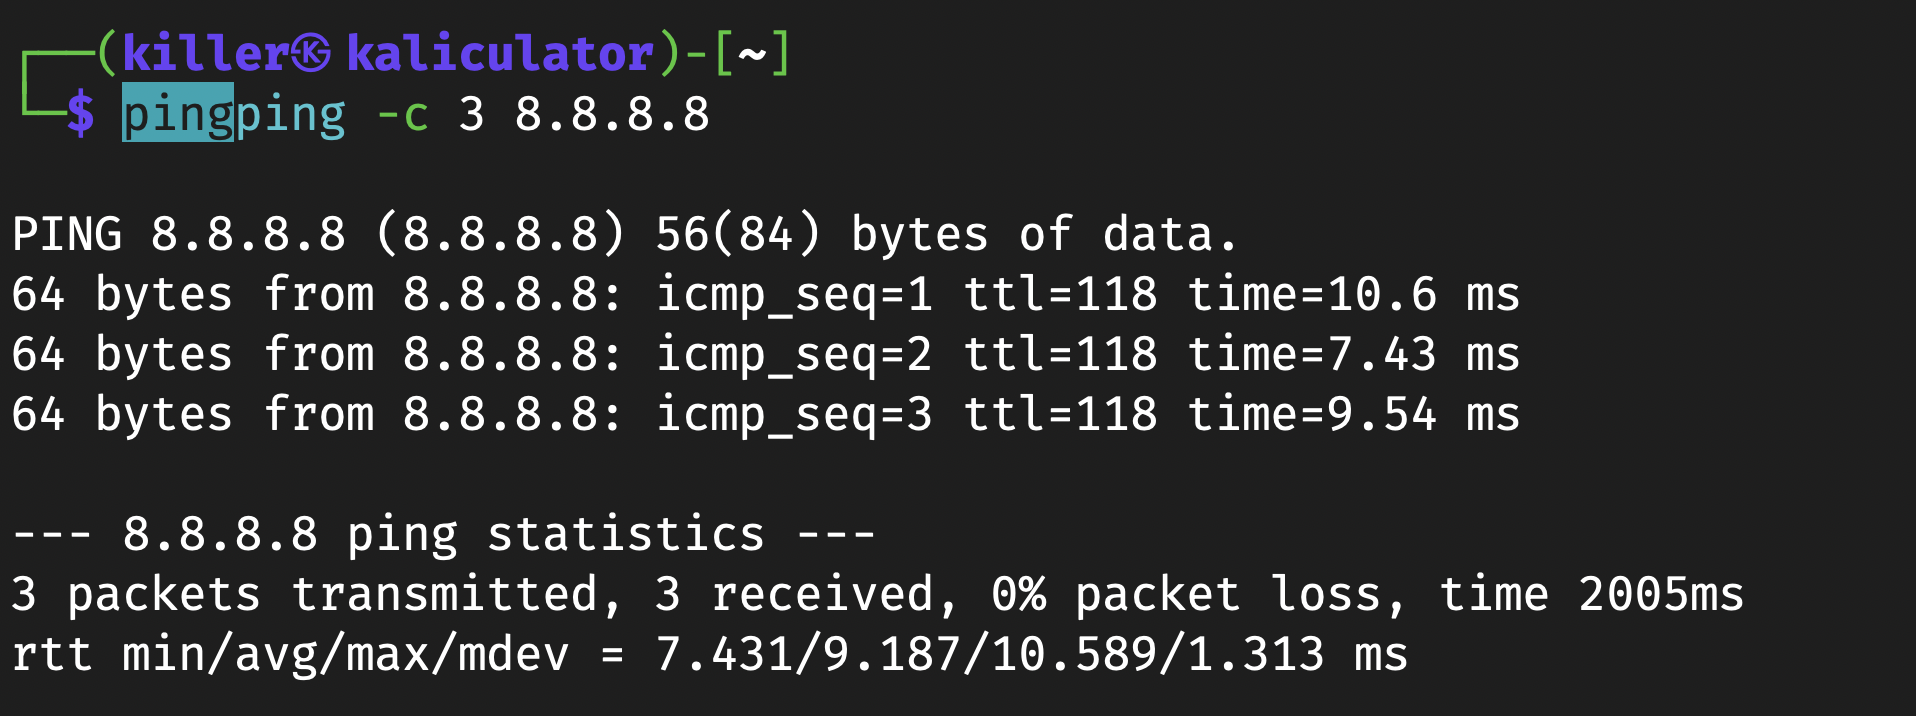 ┌──(killer㉿kaliculator)-[~]
└─$ pingping -c 3 8.8.8.8
PING 8.8.8.8 (8.8.8.8) 56(84) bytes of data.
64 bytes from 8.8.8.8: icmp_seq=1 ttl=118 time=10.6 ms
64 bytes from 8.8.8.8: icmp_seq=2 ttl=118 time=7.43 ms
64 bytes from 8.8.8.8: icmp_seq=3 ttl=118 time=9.54 ms
--- 8.8.8.8 ping statistics ---
3 packets transmitted, 3 received, 0% packet loss, time 2005ms
rtt min/avg/max/mdev = 7.431/9.187/10.589/1.313 ms